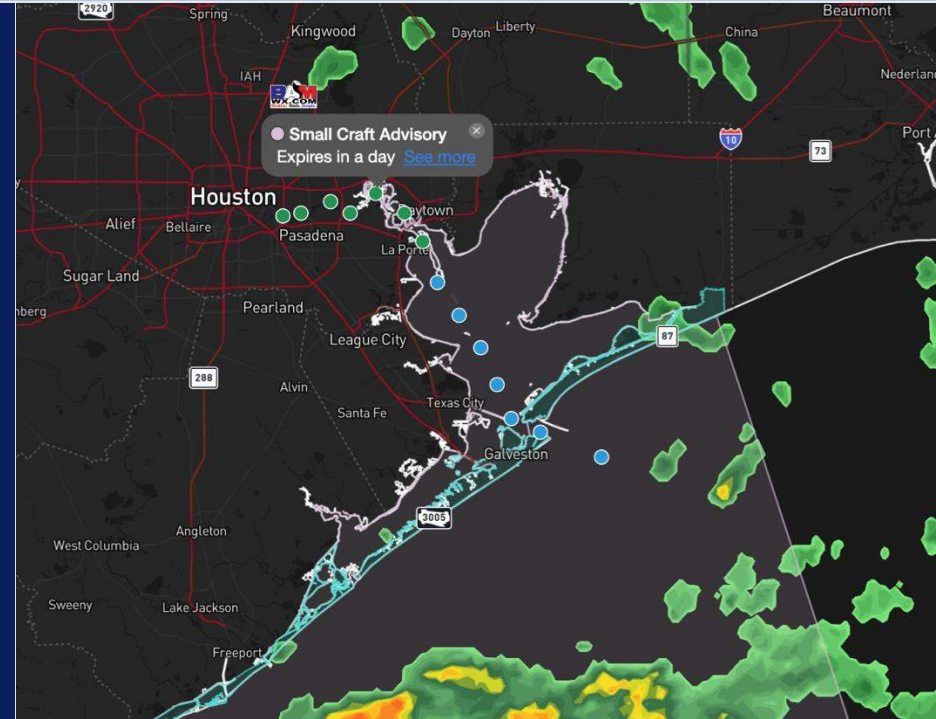 2920
Spring
Kingwood
Dayton
Liberty
Beaumont
China
IAH
Nederlan
BAM
WX.COM
Small Craft Advisory
Expires in a day See more
10
73
Port A
Houston
Baytown
Alief
Bellaire
Pasadena
La Porte
Sugar Land
nberg
Pearland
League City
87
288
Alvin
Texas City
Santa Fe
Galveston
3005
Angleton
West Columbia
Sweeny
Lake Jackson
Freeport